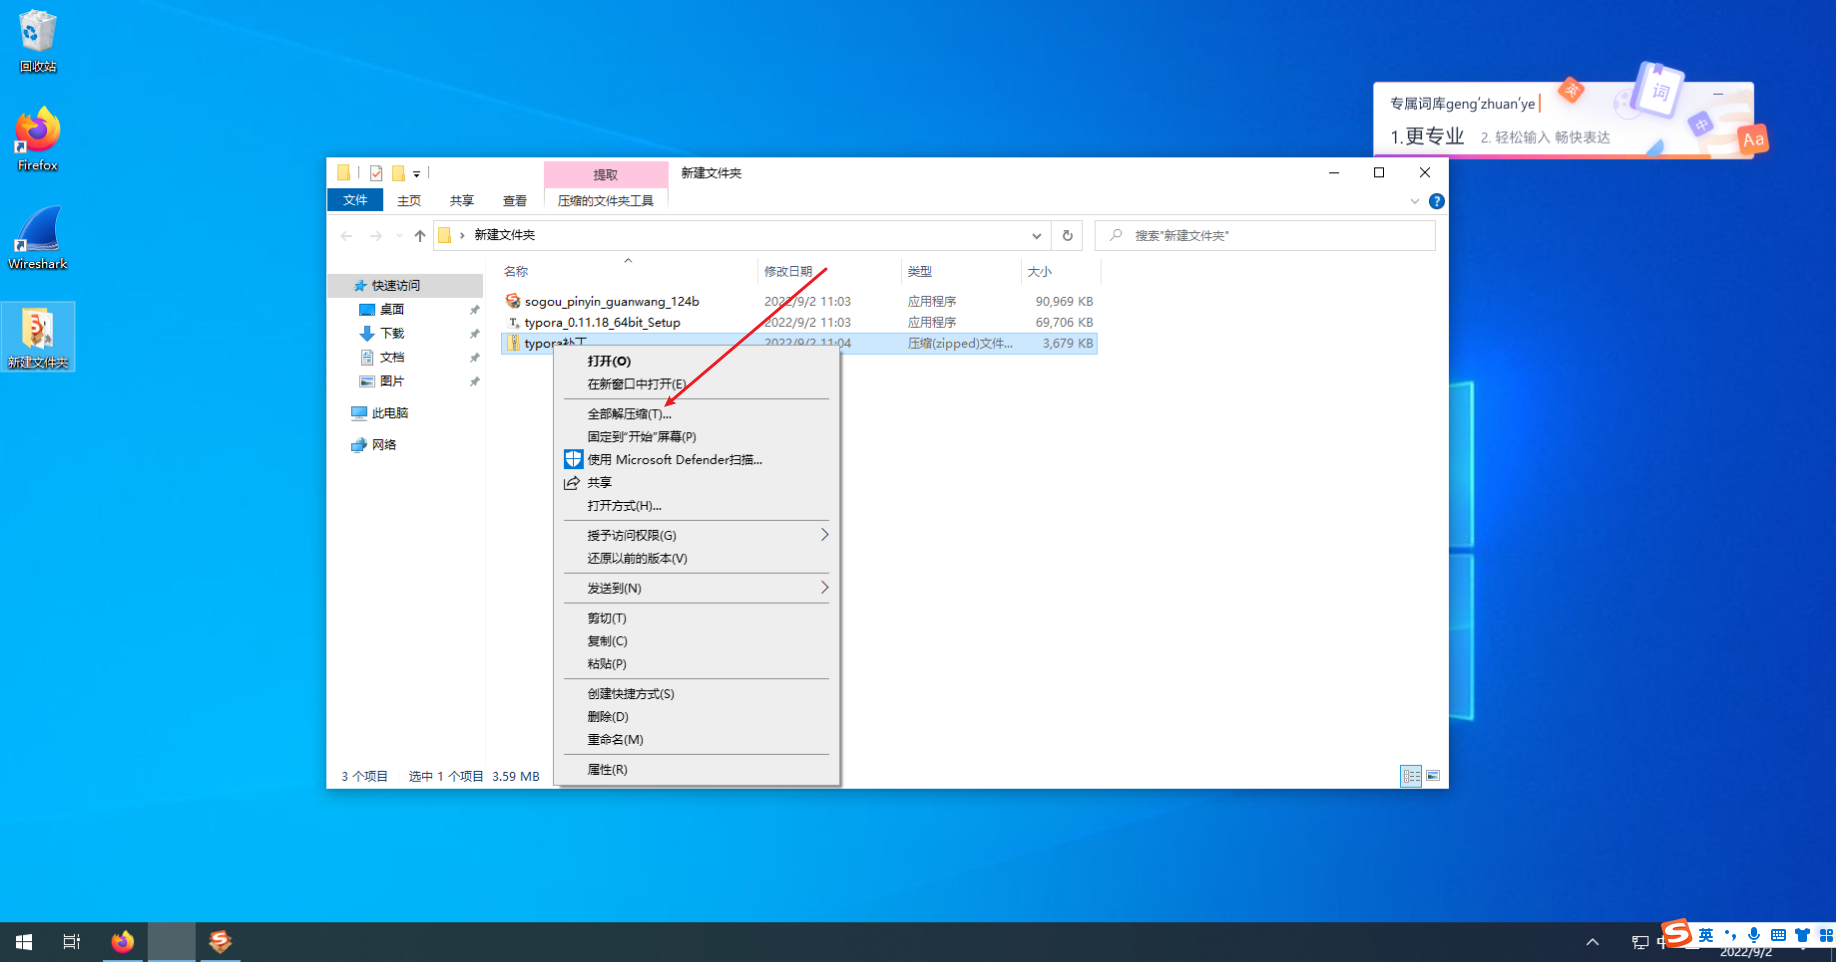 回收站
Firefox
Wireshark
新建文件夹
专属词库geng'zhuan'ye
1.更专业 2. 轻松输入 畅快表达
英
词
中
Aa
提取
新建文件夹
文件 主页 共享 查看 压缩的文件夹工具
新建文件夹
搜索"新建文件夹"
快速访问
桌面
下载
文档
图片
此电脑
网络
名称 修改日期 类型 大小
sogou_pinyin_guanwang_124b 2022/9/2 11:03 应用程序 90,969 KB
typora_0.11.18_64bit_Setup 2022/9/2 11:03 应用程序 69,706 KB
typora补丁 2022/9/2 11:04 压缩(zipped)文件... 3,679 KB
打开(O)
在新窗口中打开(E)
全部解压缩(T)...
固定到"开始"屏幕(P)
使用 Microsoft Defender扫描...
共享
打开方式(H)...
授予访问权限(G)
还原以前的版本(V)
发送到(N)
剪切(T)
复制(C)
粘贴(P)
创建快捷方式(S)
删除(D)
重命名(M)
属性(R)
3 个项目 选中 1 个项目 3.59 MB
英
2022/9/2